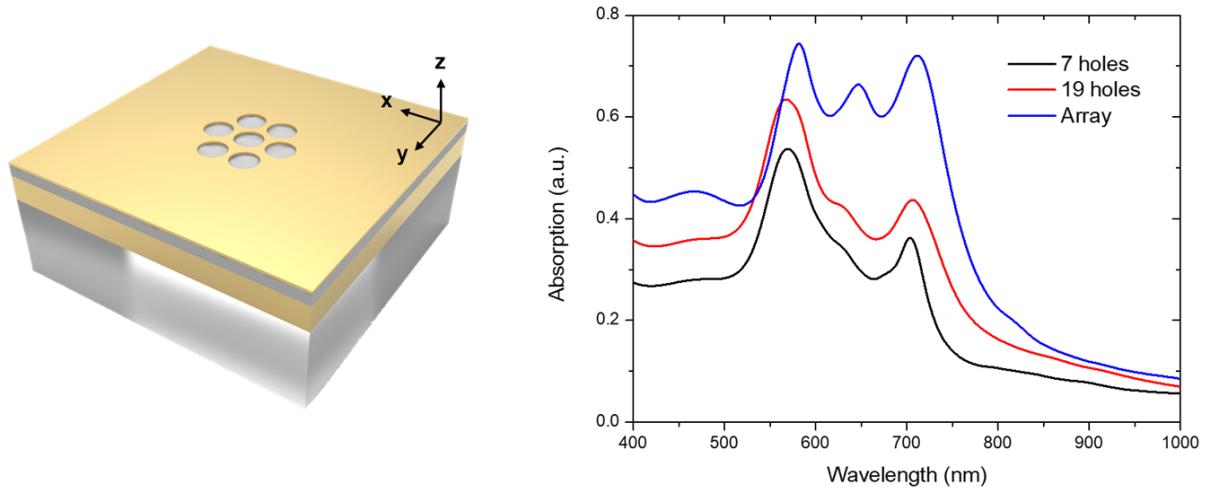 z
x
y
0.8
0.6
0.4
0.2
0.0
Absorption (a.u.)
7 holes
19 holes
Array
400 500 600 700 800 900 1000
Wavelength (nm)